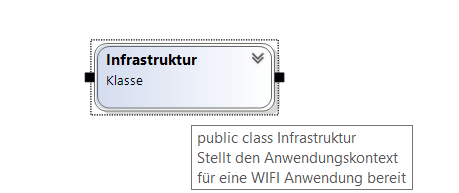 Infrastruktur
Klasse
public class Infrastruktur
Stellt den Anwendungskontext
für eine WIFI Anwendung bereit